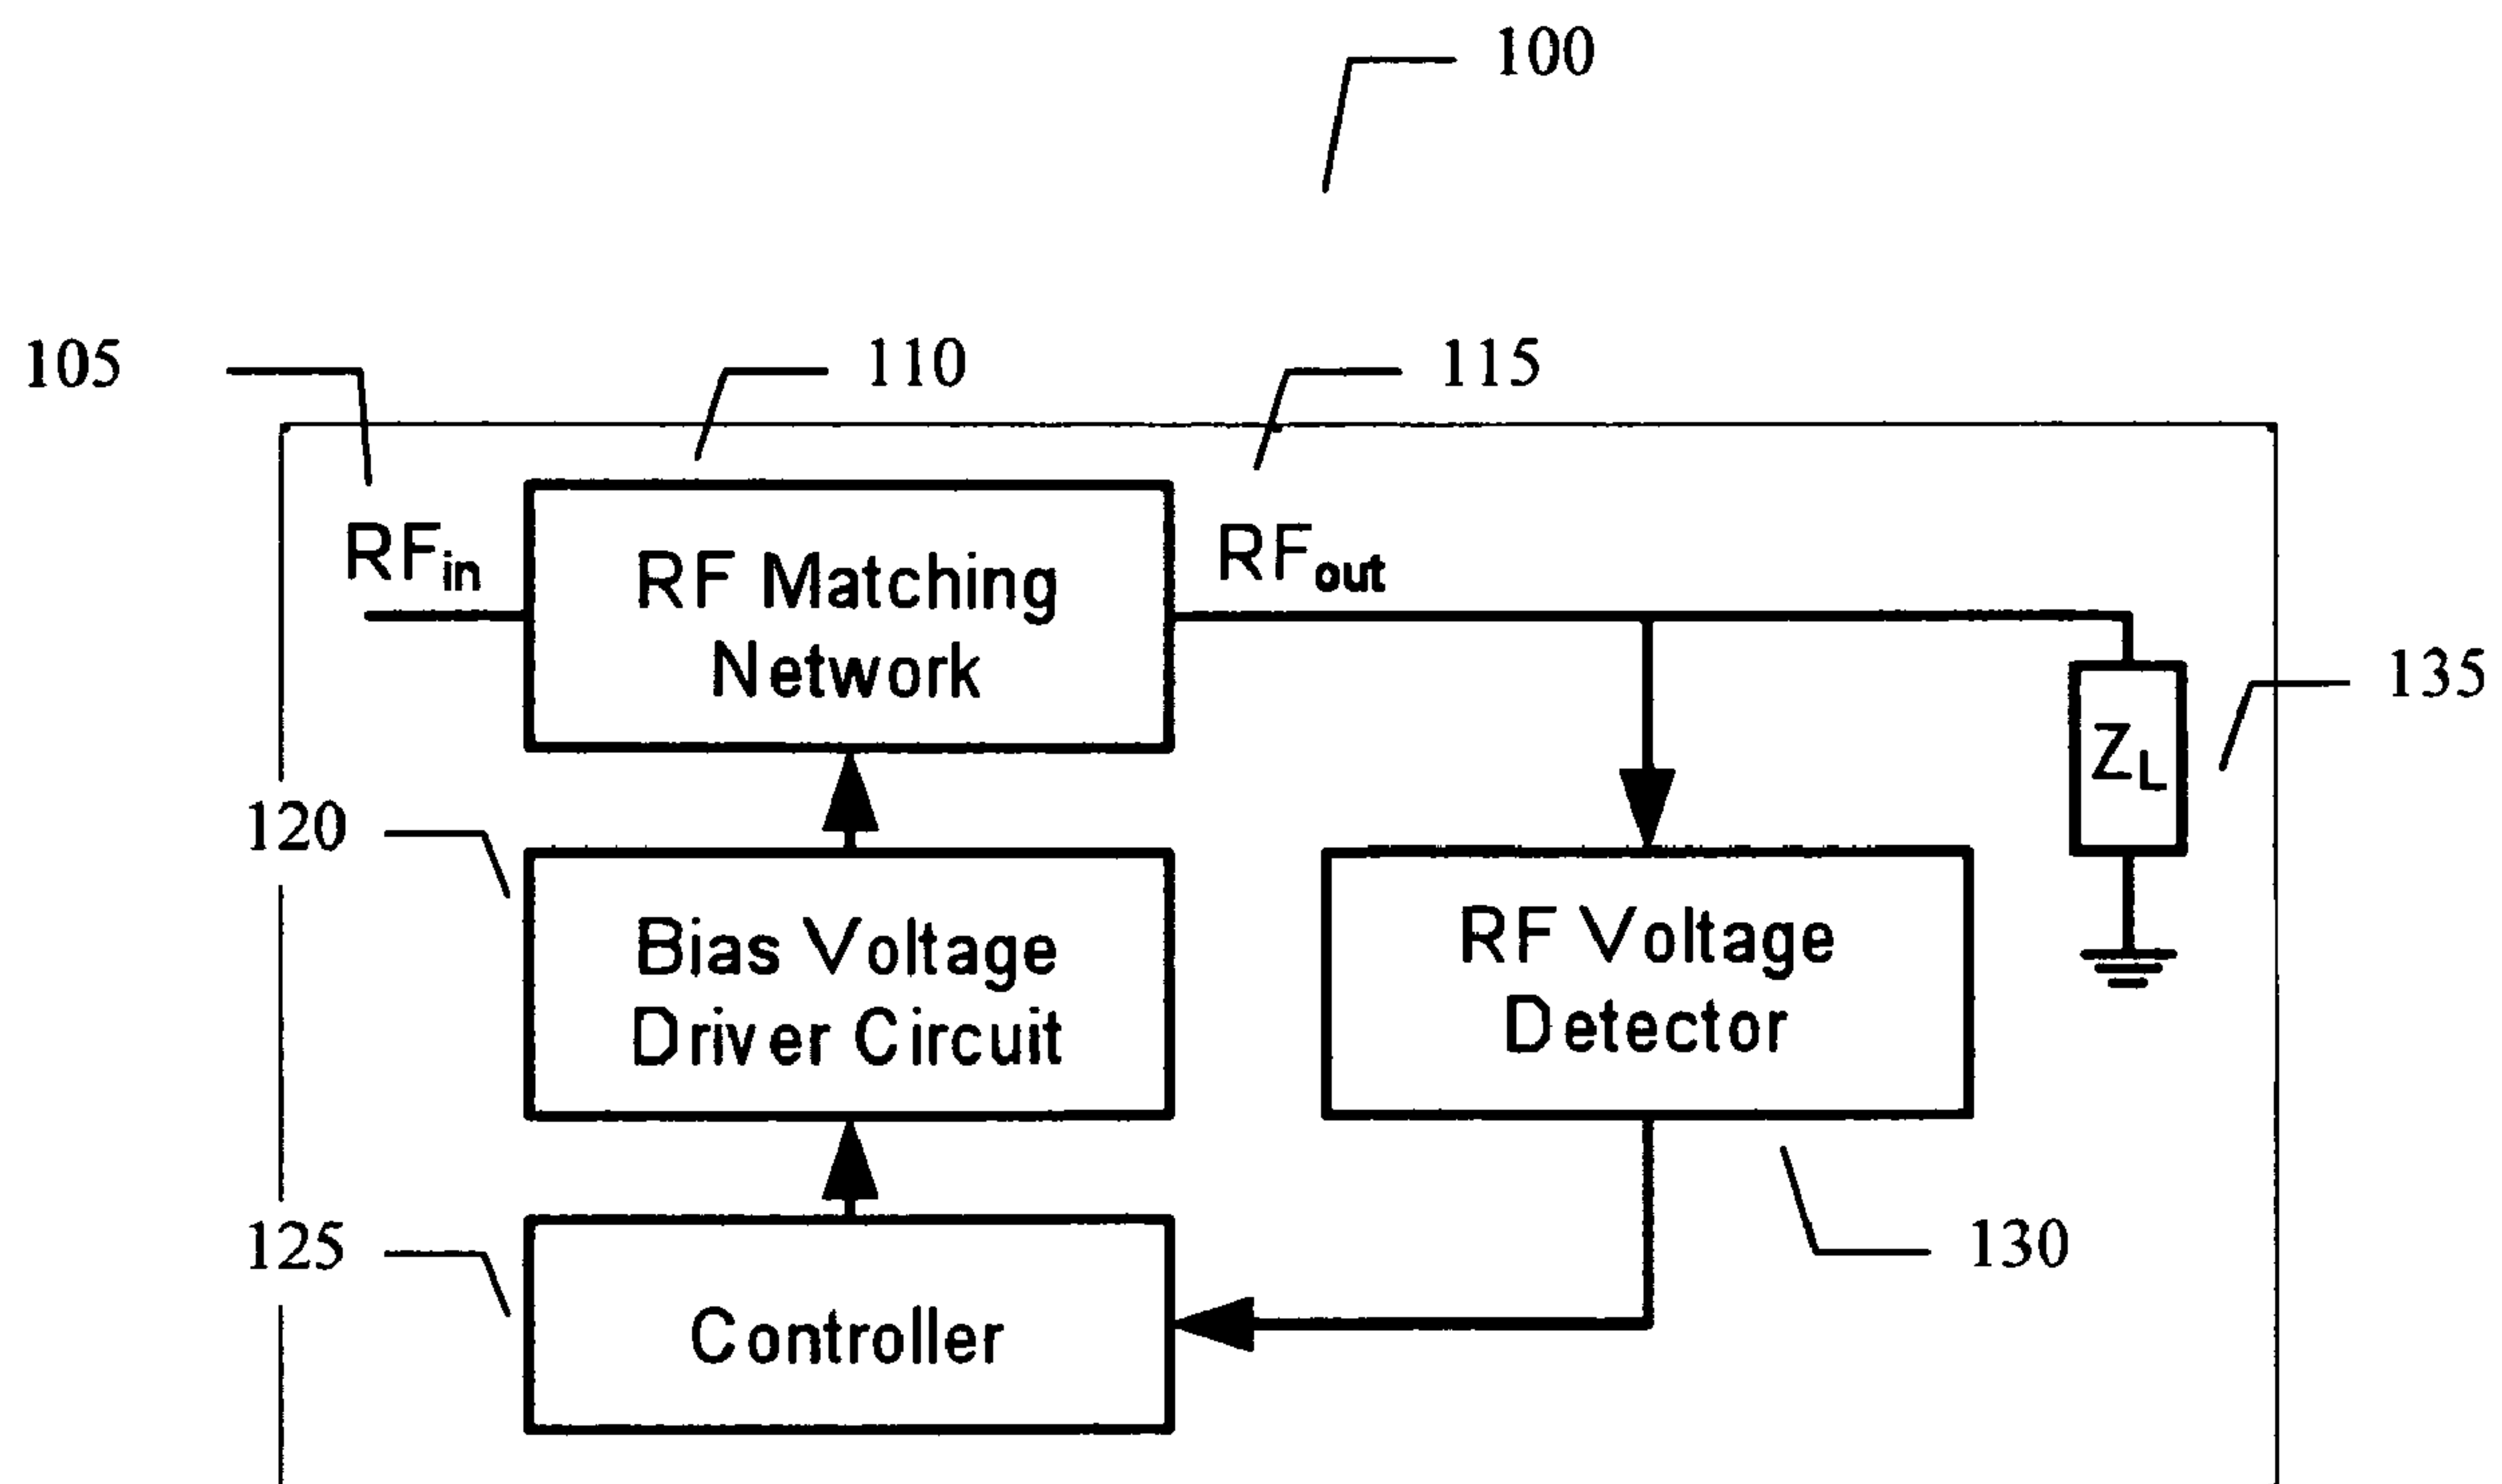 100
105
110
115
RFin
RF Matching
Network
RFout
135
ZL
120
Bias Voltage
Driver Circuit
RF Voltage
Detector
125
130
Controller